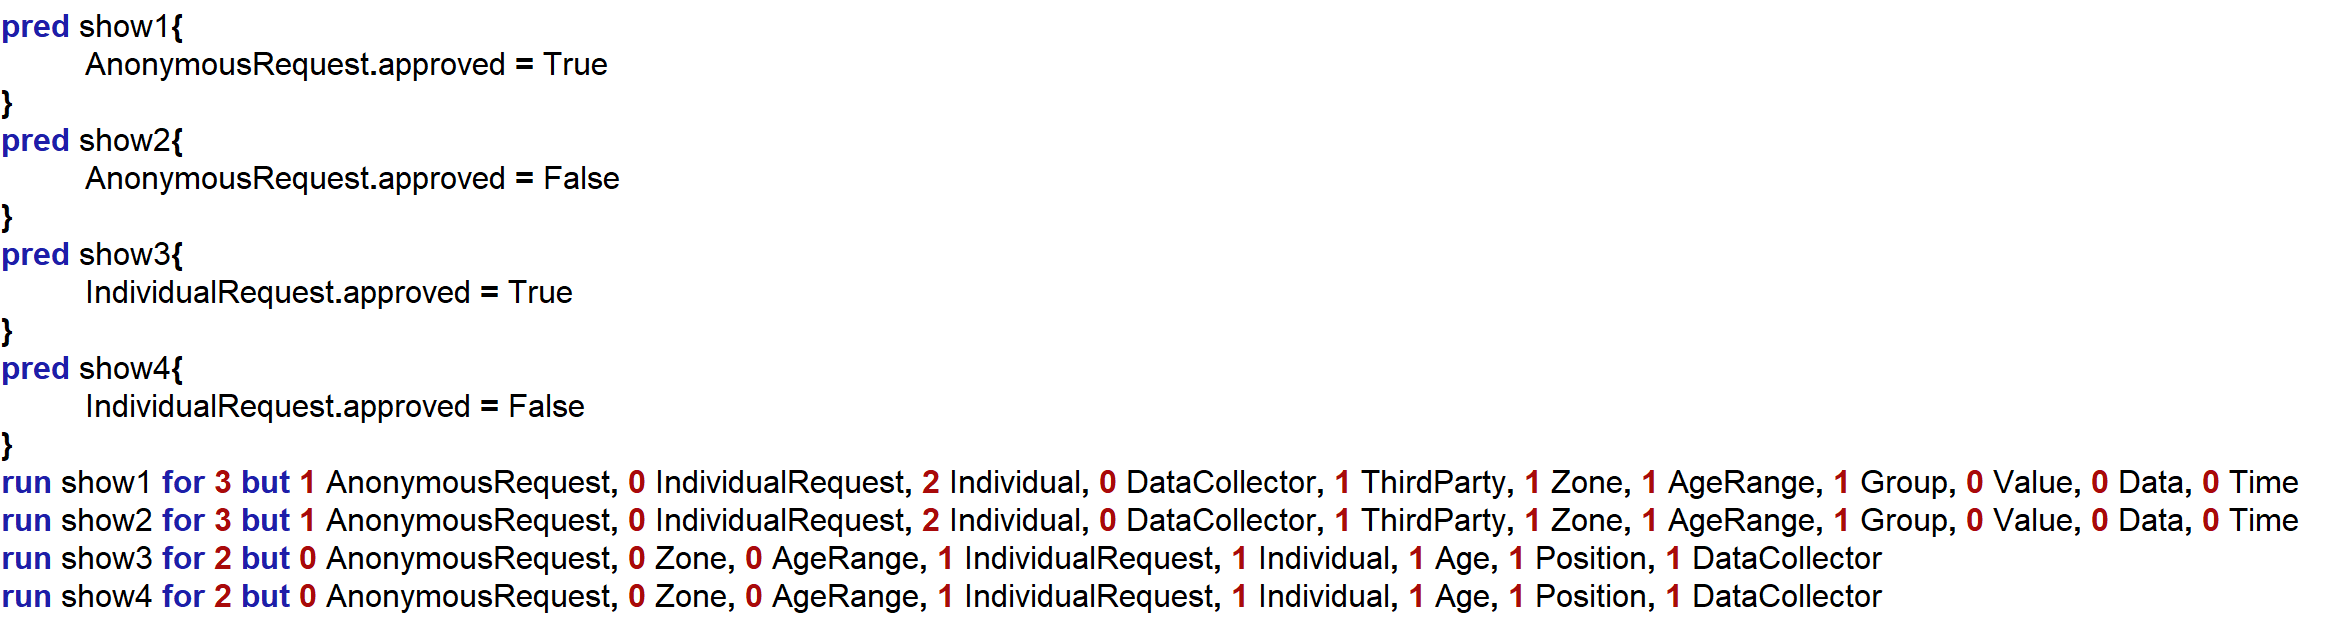 pred show1{
AnonymousRequest.approved = True
}
pred show2{
AnonymousRequest.approved = False
}
pred show3{
IndividualRequest.approved = True
}
pred show4{
IndividualRequest.approved = False
}
run show1 for 3 but 1 AnonymousRequest, 0 IndividualRequest, 2 Individual, 0 DataCollector, 1 ThirdParty, 1 Zone, 1 AgeRange, 1 Group, 0 Value, 0 Data, 0 Time
run show2 for 3 but 1 AnonymousRequest, 0 IndividualRequest, 2 Individual, 0 DataCollector, 1 ThirdParty, 1 Zone, 1 AgeRange, 1 Group, 0 Value, 0 Data, 0 Time
run show3 for 2 but 0 AnonymousRequest, 0 Zone, 0 AgeRange, 1 IndividualRequest, 1 Individual, 1 Age, 1 Position, 1 DataCollector
run show4 for 2 but 0 AnonymousRequest, 0 Zone, 0 AgeRange, 1 IndividualRequest, 1 Individual, 1 Age, 1 Position, 1 DataCollector